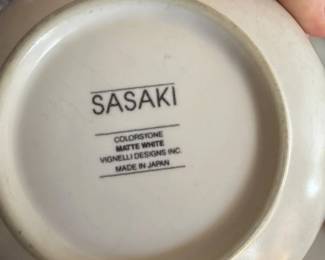 SASAKI
COLORSTONE
MATTE WHITE
VIGNELLI DESIGNS INC.
MADE IN JAPAN